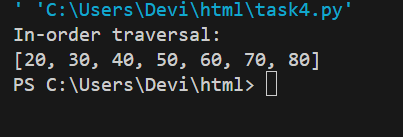 ' 'C:\Users\Devi\html\task4.py'
In-order traversal:
[20, 30, 40, 50, 60, 70, 80]
PS C:\Users\Devi\html>